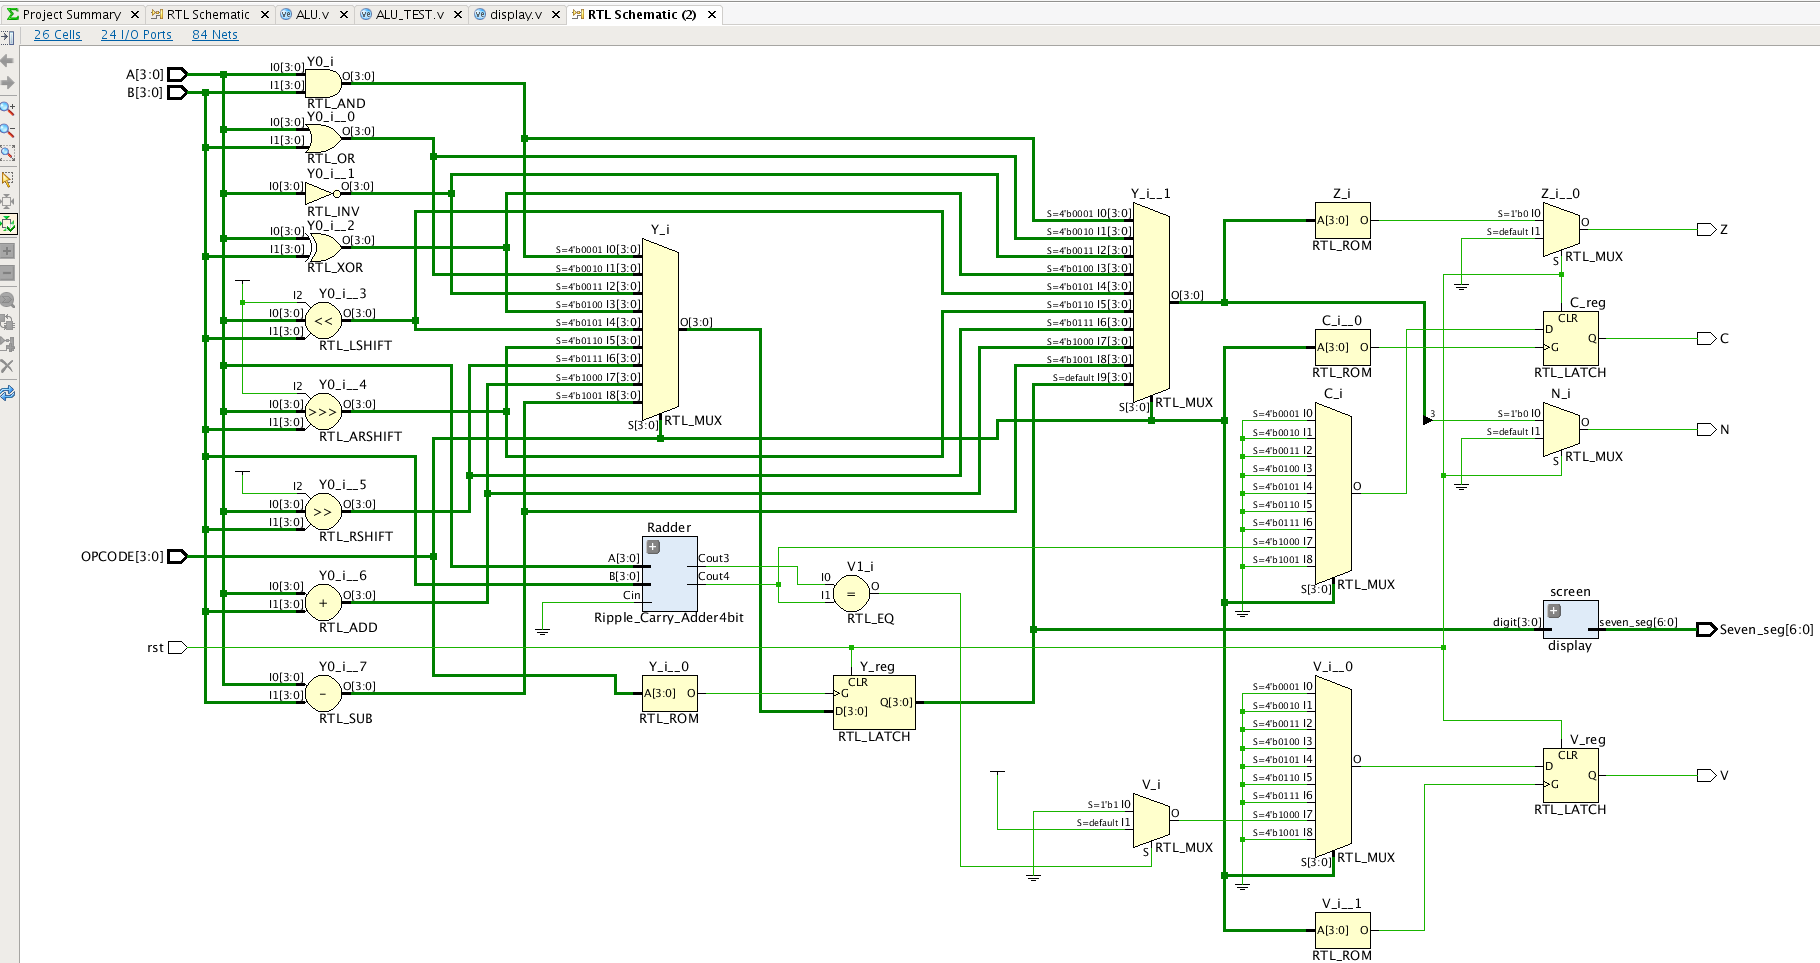 Project Summary RTL Schematic ALU.v ALU_TEST.v display.v RTL Schematic (2)
26 Cells 24 I/O Ports 84 Nets
A[3:0]
B[3:0]
OPCODE[3:0]
rst
Y0_i
I0[3:0]
I1[3:0]
O[3:0]
RTL_AND
Y0_i__0
I0[3:0]
I1[3:0]
O[3:0]
RTL_OR
Y0_i__1
I0[3:0]
O[3:0]
RTL_INV
Y0_i__2
I0[3:0]
I1[3:0]
O[3:0]
RTL_XOR
Y0_i__3
I2
I0[3:0]
I1[3:0]
<<
O[3:0]
RTL_LSHIFT
Y0_i__4
I2
I0[3:0]
I1[3:0]
>>>
O[3:0]
RTL_ARSHIFT
Y0_i__5
I2
I0[3:0]
I1[3:0]
>>
O[3:0]
RTL_RSHIFT
Y0_i__6
I0[3:0]
I1[3:0]
+
O[3:0]
RTL_ADD
Y0_i__7
I0[3:0]
I1[3:0]
-
O[3:0]
RTL_SUB
Y_i
S=4'b0001 I0[3:0]
S=4'b0010 I1[3:0]
S=4'b0011 I2[3:0]
S=4'b0100 I3[3:0]
S=4'b0101 I4[3:0]
S=4'b0110 I5[3:0]
S=4'b0111 I6[3:0]
S=4'b1000 I7[3:0]
S=4'b1001 I8[3:0]
O[3:0]
S[3:0]
RTL_MUX
Radder
A[3:0]
B[3:0]
Cin
Cout3
Cout4
Ripple_Carry_Adder4bit
V1_i
I0
I1
=
O
RTL_EQ
Y_i__0
A[3:0] O
RTL_ROM
Y_reg
CLR
G
D[3:0]
Q[3:0]
RTL_LATCH
Y_i__1
S=4'b0001 I0[3:0]
S=4'b0010 I1[3:0]
S=4'b0011 I2[3:0]
S=4'b0100 I3[3:0]
S=4'b0101 I4[3:0]
S=4'b0110 I5[3:0]
S=4'b0111 I6[3:0]
S=4'b1000 I7[3:0]
S=4'b1001 I8[3:0]
S=default I9[3:0]
O[3:0]
S[3:0]
RTL_MUX
V_i
S=1'b1 I0
S=default I1
O
S
RTL_MUX
Z_i
A[3:0] O
RTL_ROM
C_i__0
A[3:0] O
RTL_ROM
C_i
S=4'b0001 I0
S=4'b0010 I1
S=4'b0011 I2
S=4'b0100 I3
S=4'b0101 I4
S=4'b0110 I5
S=4'b0111 I6
S=4'b1000 I7
S=4'b1001 I8
O
S[3:0]
RTL_MUX
V_i__0
S=4'b0001 I0
S=4'b0010 I1
S=4'b0011 I2
S=4'b0100 I3
S=4'b0101 I4
S=4'b0110 I5
S=4'b0111 I6
S=4'b1000 I7
S=4'b1001 I8
O
S[3:0]
RTL_MUX
V_i__1
A[3:0] O
RTL_ROM
Z_i__0
S=1'b0 I0
S=default I1
O
S
RTL_MUX
Z
C_reg
CLR
D
G
Q
RTL_LATCH
C
N_i
3
S=1'b0 I0
S=default I1
O
S
RTL_MUX
N
screen
digit[3:0]
seven_seg[6:0]
display
Seven_seg[6:0]
V_reg
CLR
D
G
Q
RTL_LATCH
V